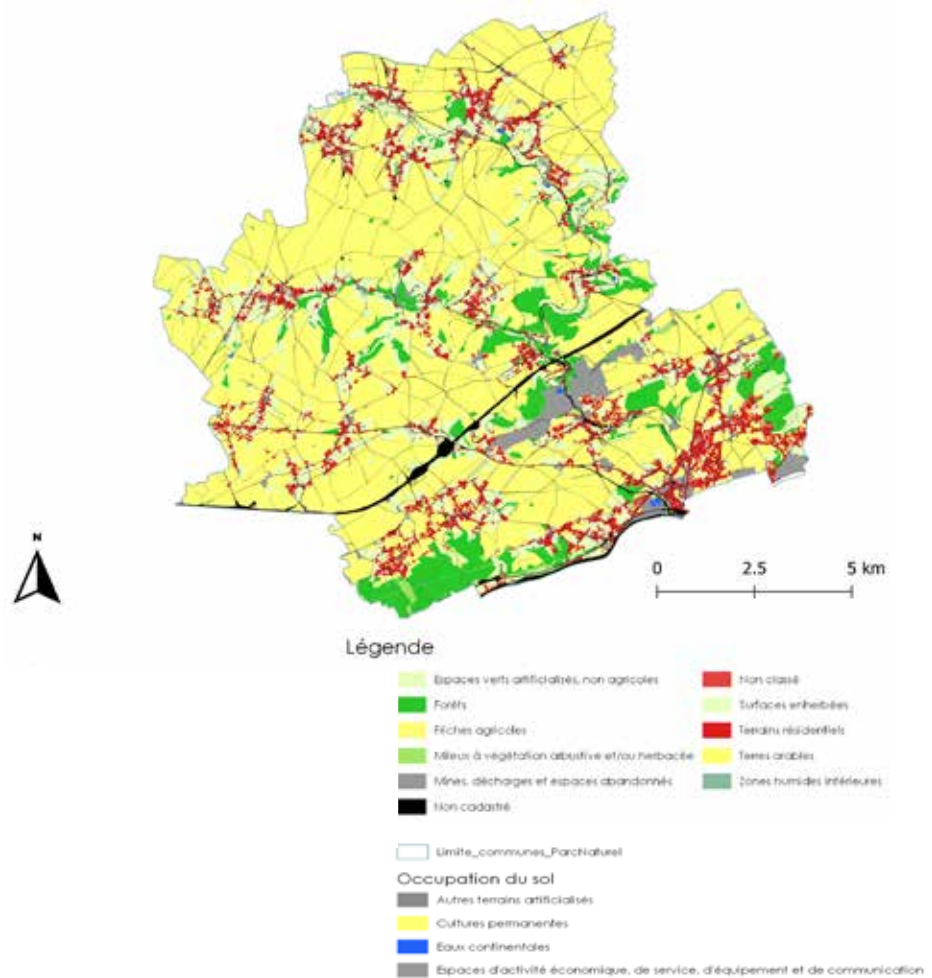 N
0 2.5 5 km
Légende
Espaces verts artificialisés, non agricoles
Non classé
Forêts
Surfaces enherbées
Friches agricoles
Terrains résidentiels
Milieux à végétation arbustive et/ou herbacée
Terres arables
Mines, décharges et espaces abandonnés
Zones humides intérieures
Non cadastré
Limite_communes_ParcNaturel
Occupation du sol
Autres terrains artificialisés
Cultures permanentes
Eaux continentales
Espaces d'activité économique, de service, d'équipement et de communication